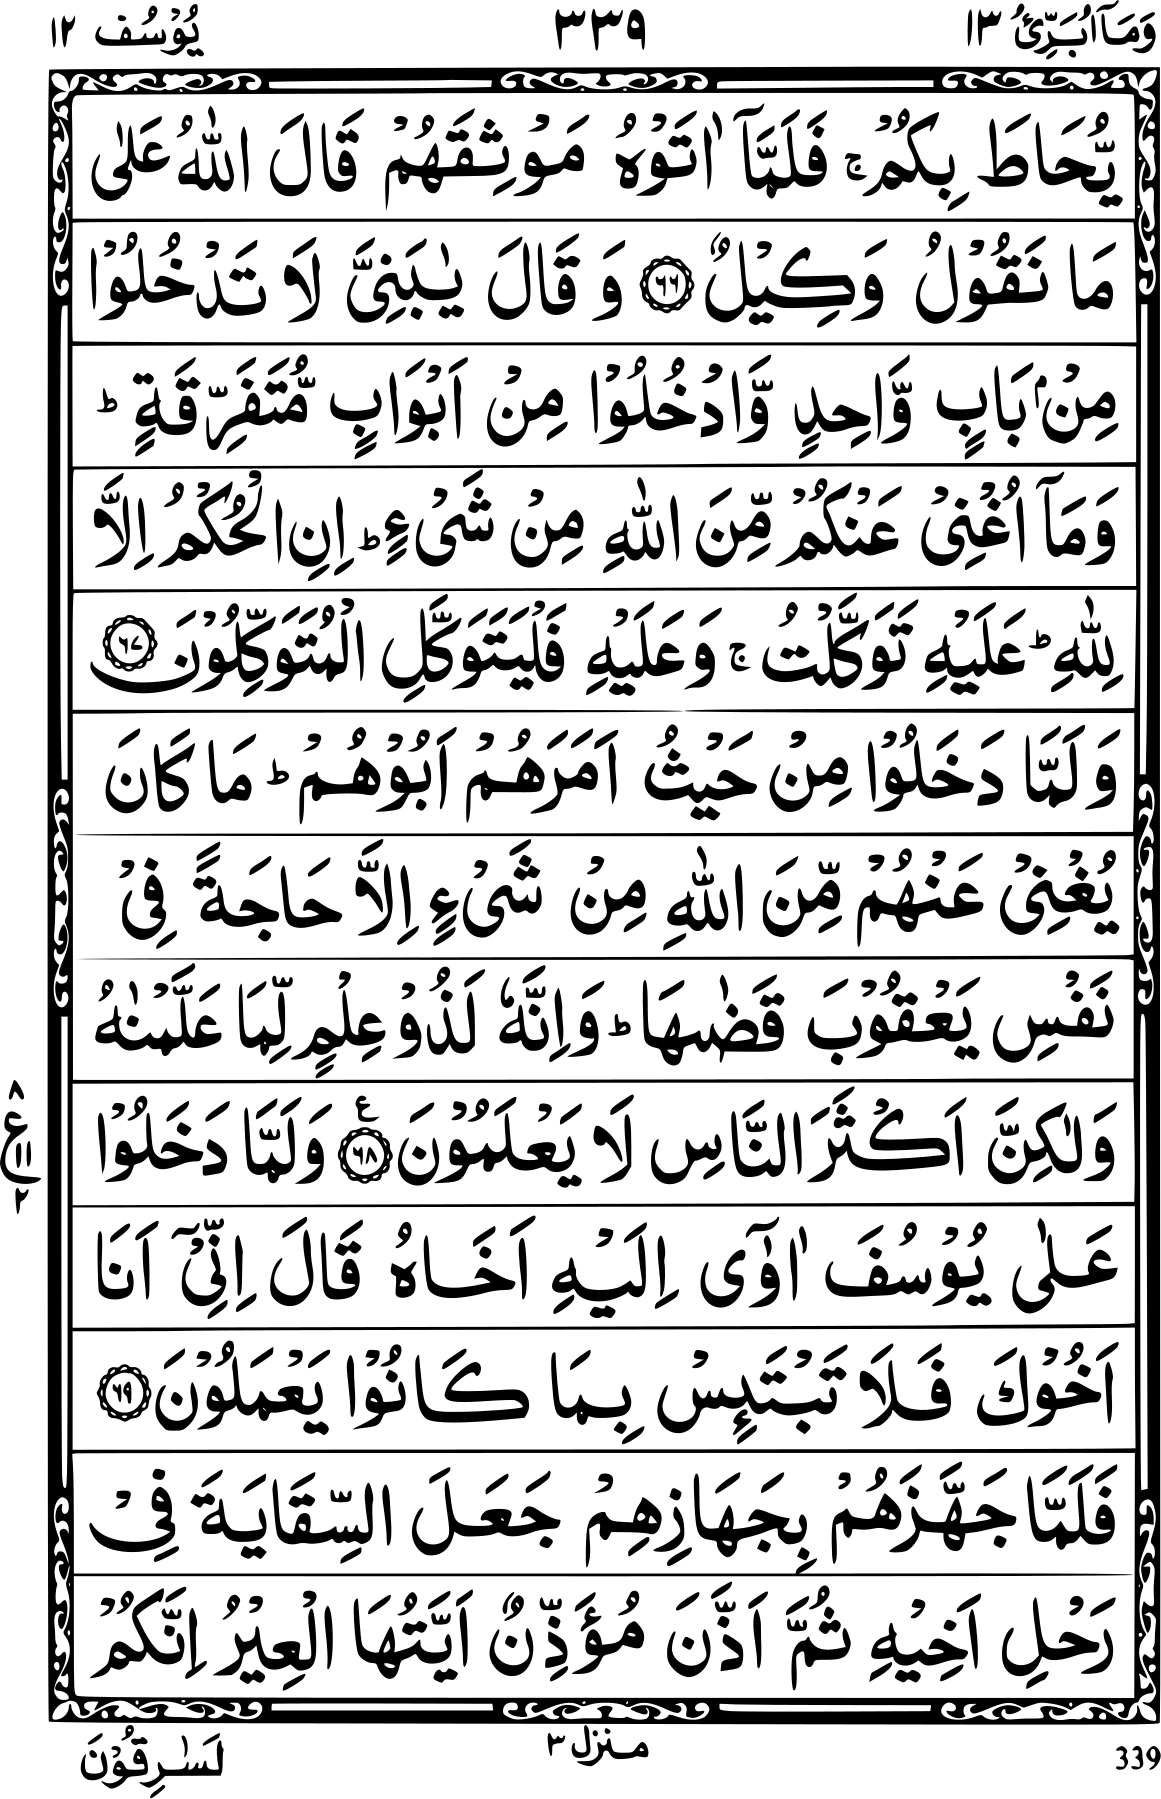 وَمَآ اُبَرِّئُ ١٣ ٣٣٩ يُوْسُف ١٢
يُّحَاطَ بِكُمْ ۚ فَلَمَّآ اٰتَوْهُ مَوْثِقَهُمْ قَالَ اللّٰهُ عَلٰى
مَا نَقُوْلُ وَكِيْلٌ ﴿٦٦﴾ وَ قَالَ يٰبَنِىَّ لَا تَدْخُلُوْا
مِنْۢ بَابٍ وَّاحِدٍ وَّادْخُلُوْا مِنْ اَبْوَابٍ مُّتَفَرِّقَةٍ ؕ
وَمَآ اُغْنِىْ عَنْكُمْ مِّنَ اللّٰهِ مِنْ شَىْءٍ ؕ اِنِ الْحُكْمُ اِلَّا
لِلّٰهِ ؕ عَلَيْهِ تَوَكَّلْتُ ۚ وَعَلَيْهِ فَلْيَتَوَكَّلِ الْمُتَوَكِّلُوْنَ ﴿٦٧﴾
وَلَمَّا دَخَلُوْا مِنْ حَيْثُ اَمَرَهُمْ اَبُوْهُمْ ؕ مَا كَانَ
يُغْنِىْ عَنْهُمْ مِّنَ اللّٰهِ مِنْ شَىْءٍ اِلَّا حَاجَةً فِىْ
نَفْسِ يَعْقُوْبَ قَضٰىهَا ؕ وَاِنَّهٗ لَذُوْ عِلْمٍ لِّمَا عَلَّمْنٰهُ
وَلٰكِنَّ اَكْثَرَ النَّاسِ لَا يَعْلَمُوْنَ ﴿٦٨﴾ ع وَلَمَّا دَخَلُوْا
٨ ع ١١ ٢
عَلٰى يُوْسُفَ اٰوٰٓى اِلَيْهِ اَخَاهُ قَالَ اِنِّىْٓ اَنَا
اَخُوْكَ فَلَا تَبْتَئِسْ بِمَا كَانُوْا يَعْمَلُوْنَ ﴿٦٩﴾
فَلَمَّا جَهَّزَهُمْ بِجَهَازِهِمْ جَعَلَ السِّقَايَةَ فِىْ
رَحْلِ اَخِيْهِ ثُمَّ اَذَّنَ مُؤَذِّنٌ اَيَّتُهَا الْعِيْرُ اِنَّكُمْ
339 منزل ٣ لَسٰرِقُوْنَ